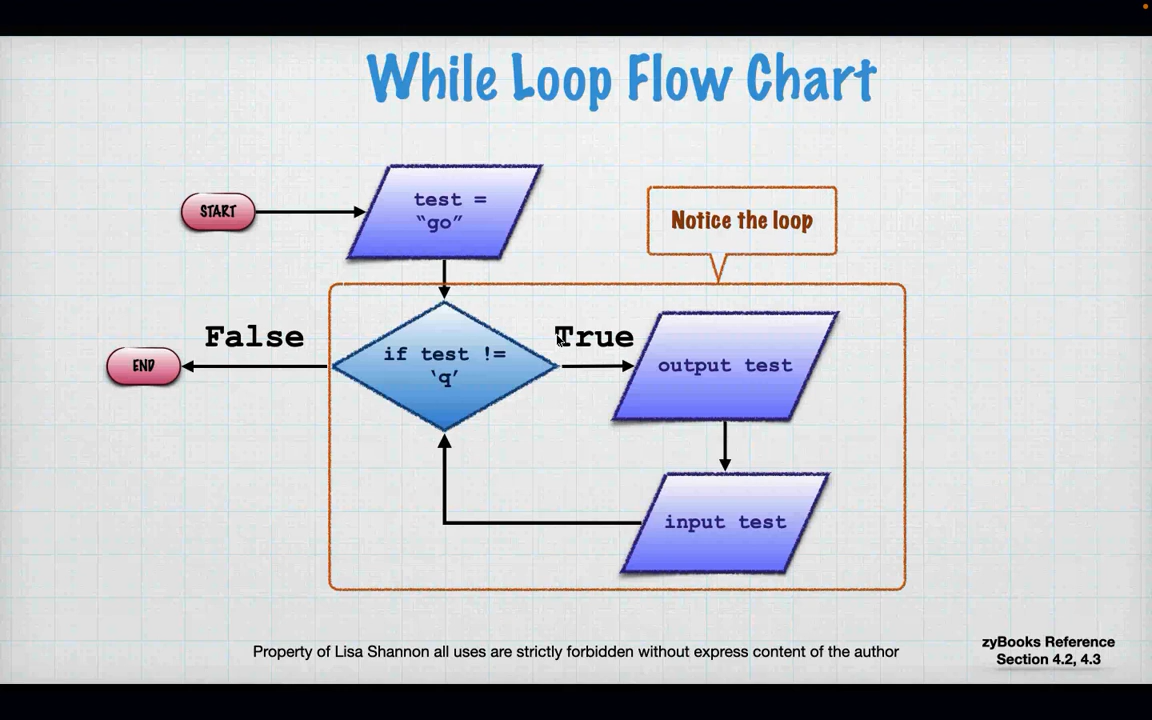 While Loop Flow Chart
START
test =
“go”
Notice the loop
False
True
END
if test !=
‘q’
output test
input test
Property of Lisa Shannon all uses are strictly forbidden without express content of the author
zyBooks Reference
Section 4.2, 4.3